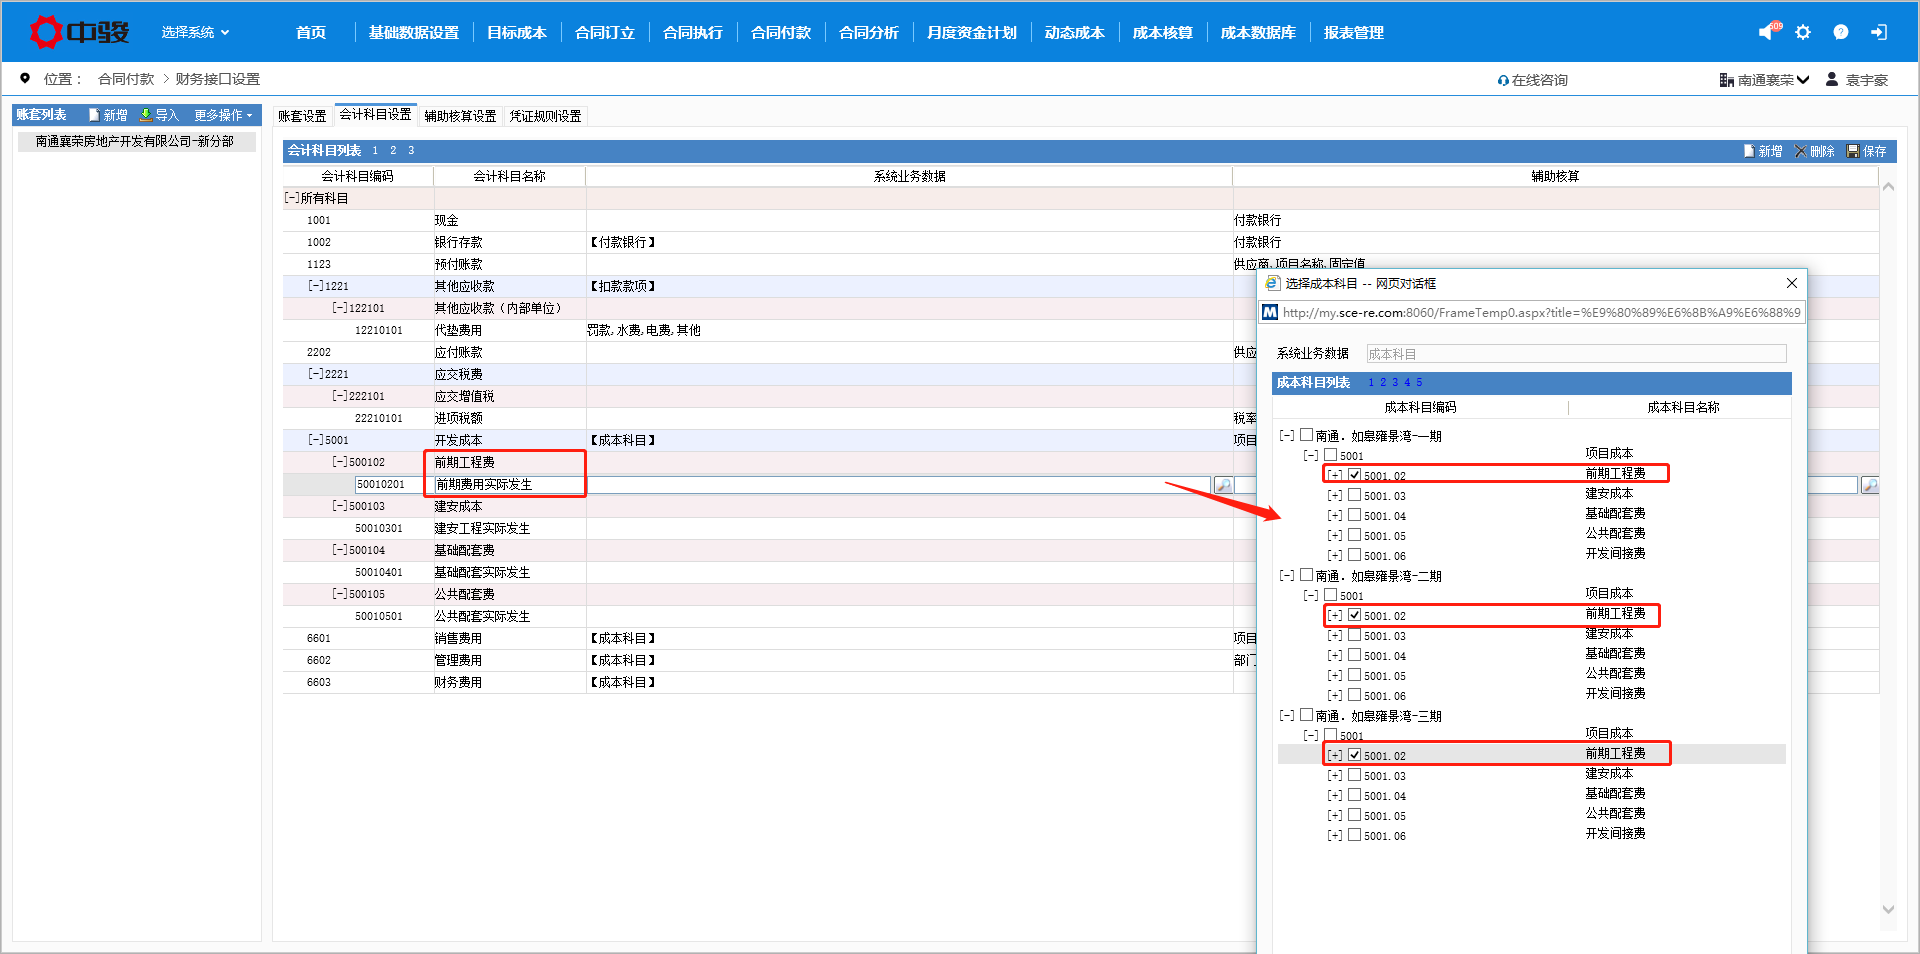 中骏 选择系统 首页 基础数据设置 目标成本 合同订立 合同执行 合同付款 合同分析 月度资金计划 动态成本 成本核算 成本数据库 报表管理 509
位置： 合同付款 > 财务接口设置 在线咨询 南通襄荣 袁宇豪
账套列表 新增 导入 更多操作
南通襄荣房地产开发有限公司-新分部
账套设置 会计科目设置 辅助核算设置 凭证规则设置
会计科目列表 1 2 3 新增 删除 保存
会计科目编码 会计科目名称 系统业务数据 辅助核算
[-]所有科目
1001 现金 付款银行
1002 银行存款 【付款银行】 付款银行
1123 预付账款 供应商,项目名称,固定值
[-]1221 其他应收款 【扣款款项】
[-]122101 其他应收款（内部单位）
12210101 代垫费用 罚款,水费,电费,其他
2202 应付账款 供应
[-]2221 应交税费
[-]222101 应交增值税
22210101 进项税额 税率
[-]5001 开发成本 【成本科目】 项目
[-]500102 前期工程费
50010201 前期费用实际发生
[-]500103 建安成本
50010301 建安工程实际发生
[-]500104 基础配套费
50010401 基础配套实际发生
[-]500105 公共配套费
50010501 公共配套实际发生
6601 销售费用 【成本科目】 项目
6602 管理费用 【成本科目】 部门
6603 财务费用 【成本科目】
选择成本科目 -- 网页对话框
http://my.sce-re.com:8060/FrameTemp0.aspx?title=%E9%80%89%E6%8B%A9%E6%88%9
系统业务数据 成本科目
成本科目列表 1 2 3 4 5
成本科目编码 成本科目名称
[-] 南通．如皋雍景湾-一期
[-] 5001 项目成本
[+] 5001.02 前期工程费
[+] 5001.03 建安成本
[+] 5001.04 基础配套费
[+] 5001.05 公共配套费
[+] 5001.06 开发间接费
[-] 南通．如皋雍景湾-二期
[-] 5001 项目成本
[+] 5001.02 前期工程费
[+] 5001.03 建安成本
[+] 5001.04 基础配套费
[+] 5001.05 公共配套费
[+] 5001.06 开发间接费
[-] 南通．如皋雍景湾-三期
[-] 5001 项目成本
[+] 5001.02 前期工程费
[+] 5001.03 建安成本
[+] 5001.04 基础配套费
[+] 5001.05 公共配套费
[+] 5001.06 开发间接费